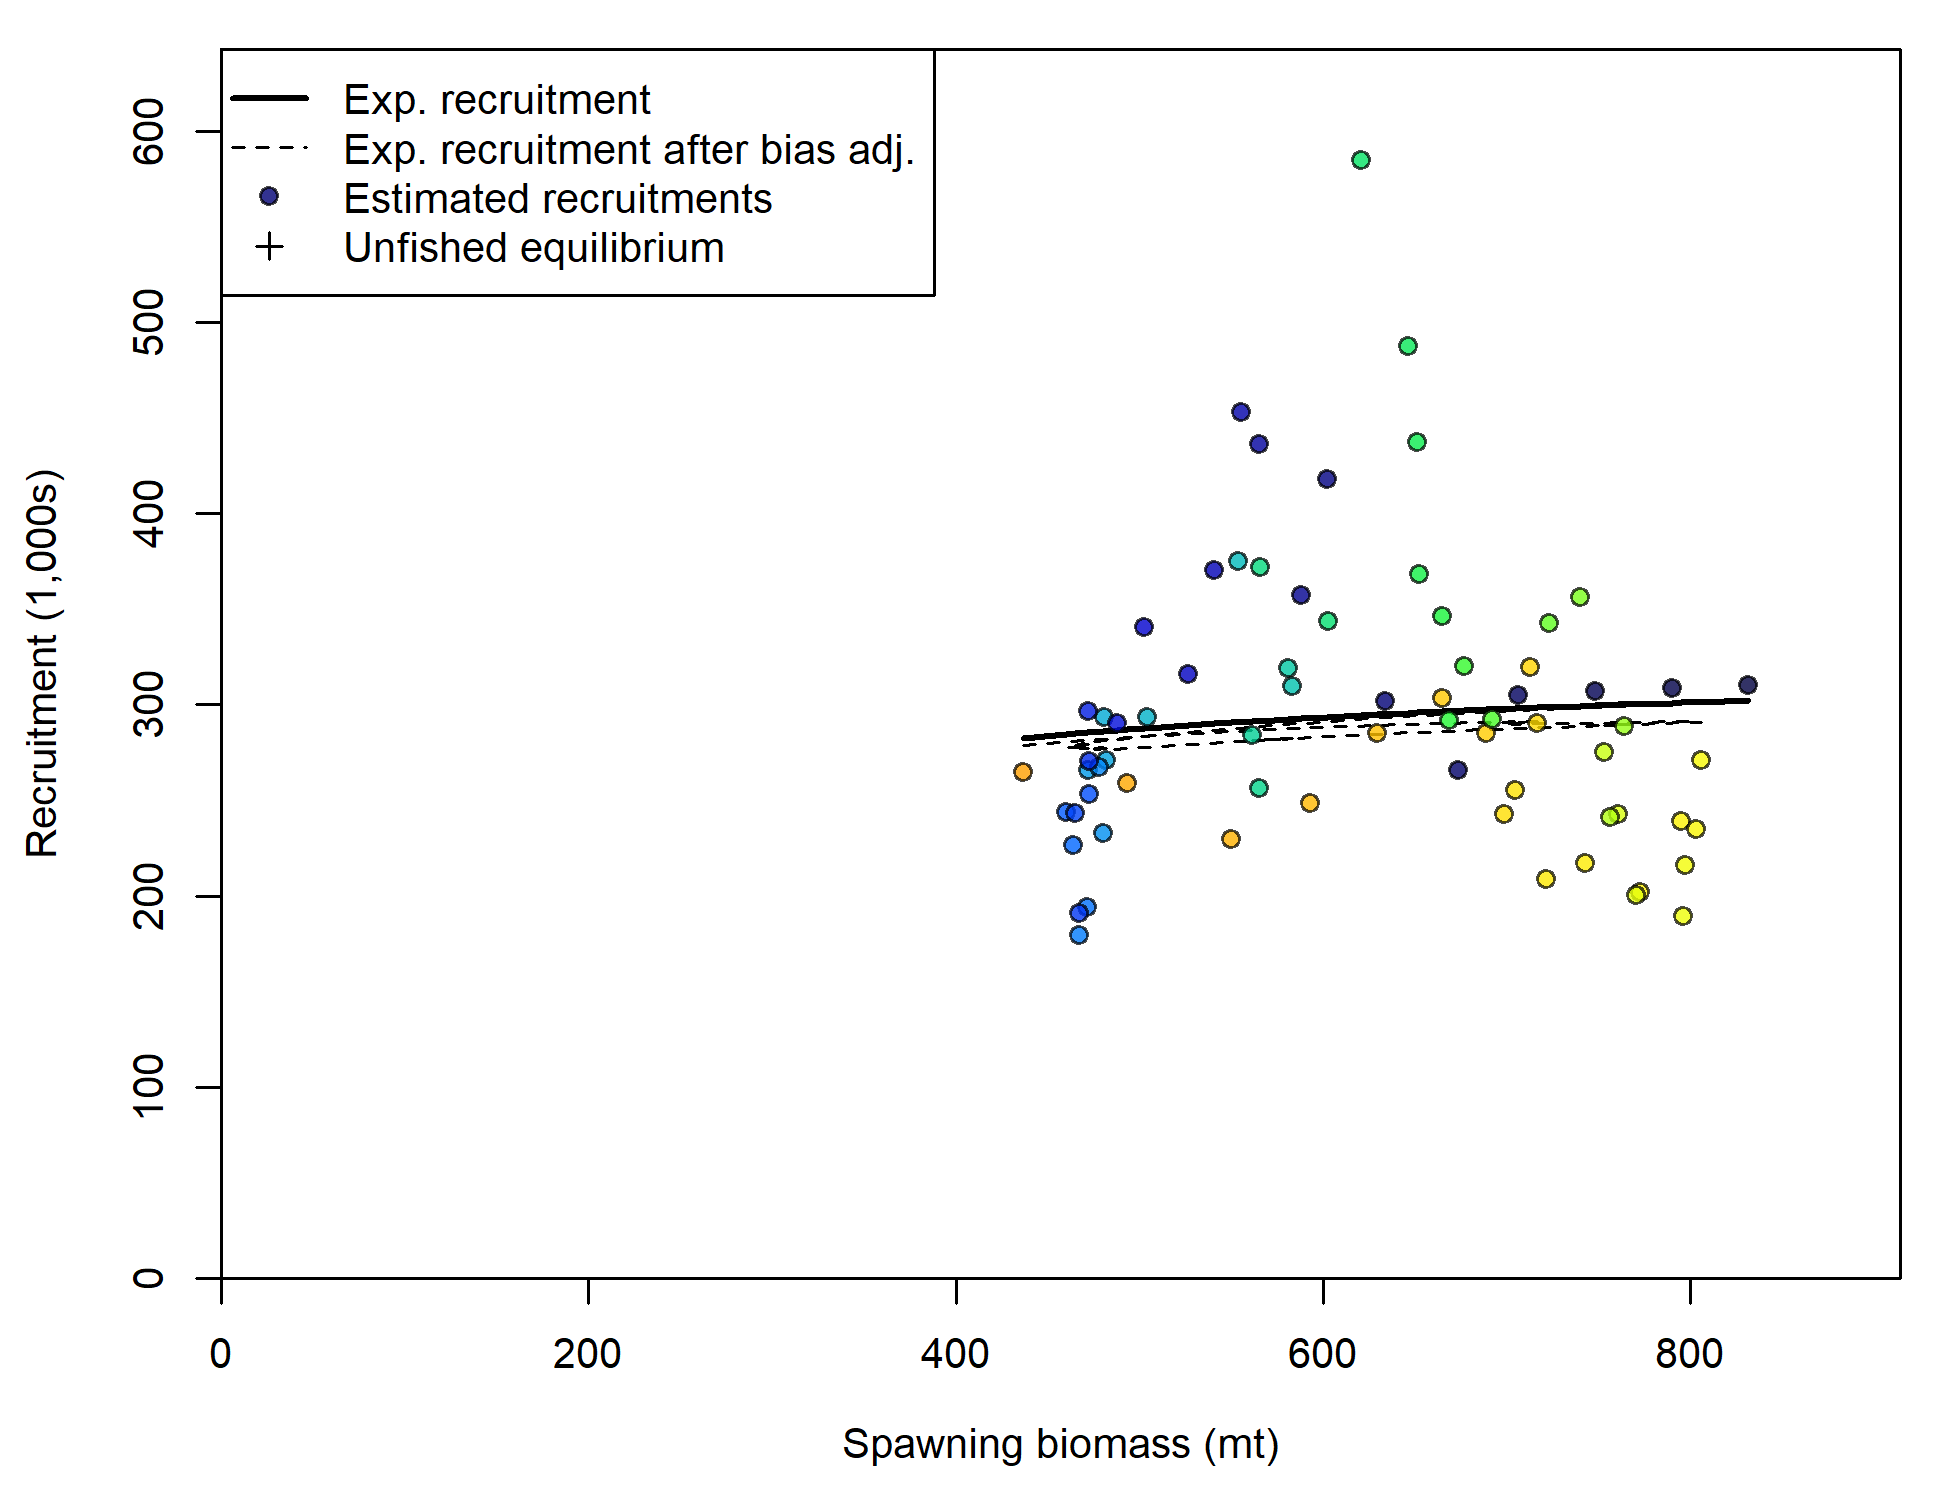 Exp. recruitment
Exp. recruitment after bias adj.
Estimated recruitments
Unfished equilibrium
600
500
400
300
200
100
0
Recruitment (1,000s)
0 200 400 600 800
Spawning biomass (mt)